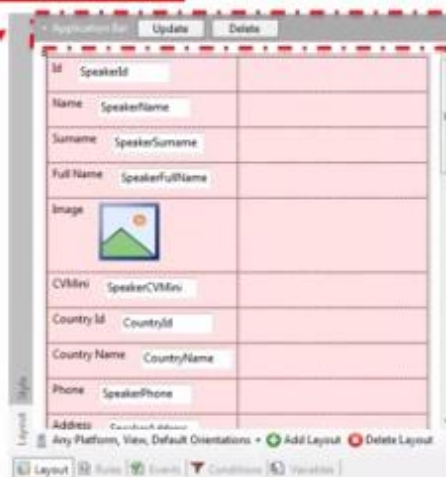 Application Bar Update Delete
Id SpeakerId
Name SpeakerName
Surname SpeakerSurname
Full Name SpeakerFullName
Image
CVMini SpeakerCVMini
Country Id CountryId
Country Name CountryName
Phone SpeakerPhone
Address SpeakerAddress
Style
Layout
Any Platform, View, Default Orientations Add Layout Delete Layout
Layout Rules Events Conditions Variables